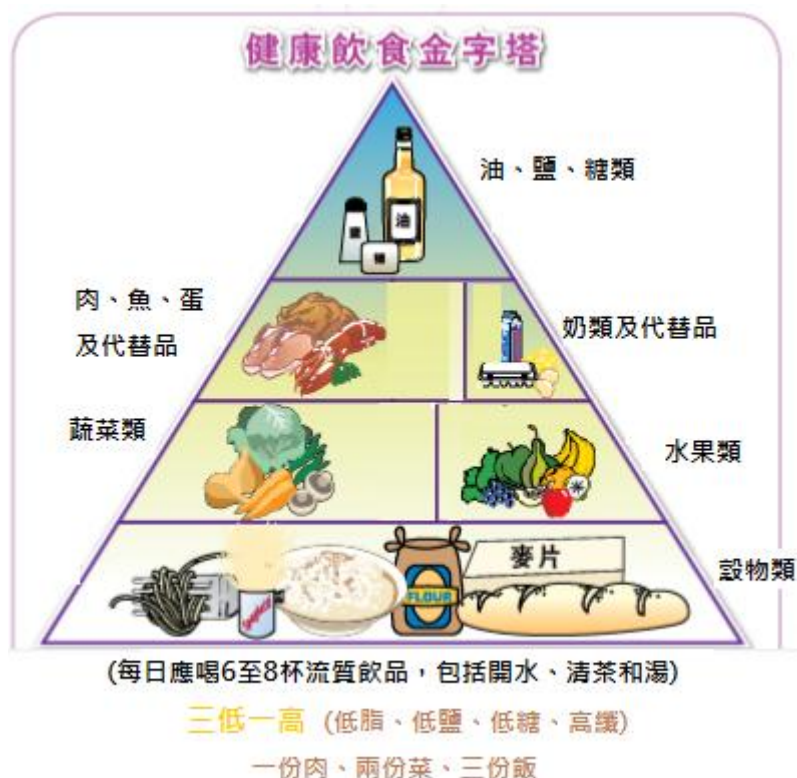 健康飲食金字塔
油、鹽、糖類
油
鹽
糖
肉、魚、蛋
及代替品
奶類及代替品
蔬菜類
水果類
麥片
穀物類
FLOUR
(每日應喝6至8杯流質飲品，包括開水、清茶和湯)
三低一高 (低脂、低鹽、低糖、高纖)
一份肉、兩份菜、三份飯